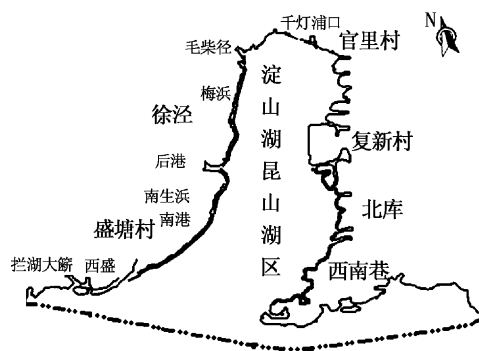 千灯浦口
N
官里村
毛柴径
梅浜
徐泾
淀山湖昆山湖区
复新村
后港
南生浜
北库
南港
盛塘村
拦湖大簖
西盛
西南巷